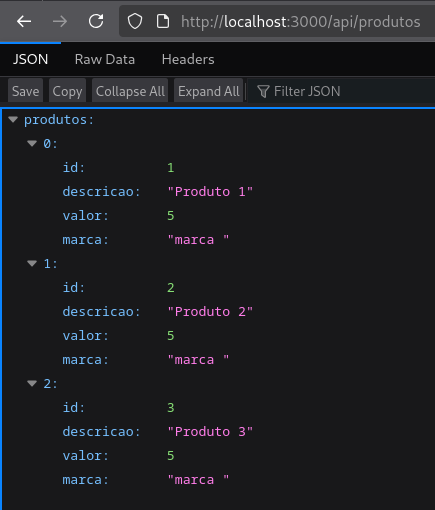 http://localhost:3000/api/produtos
JSON Raw Data Headers
Save Copy Collapse All Expand All Filter JSON
produtos:
0:
id: 1
descricao: "Produto 1"
valor: 5
marca: "marca "
1:
id: 2
descricao: "Produto 2"
valor: 5
marca: "marca "
2:
id: 3
descricao: "Produto 3"
valor: 5
marca: "marca "